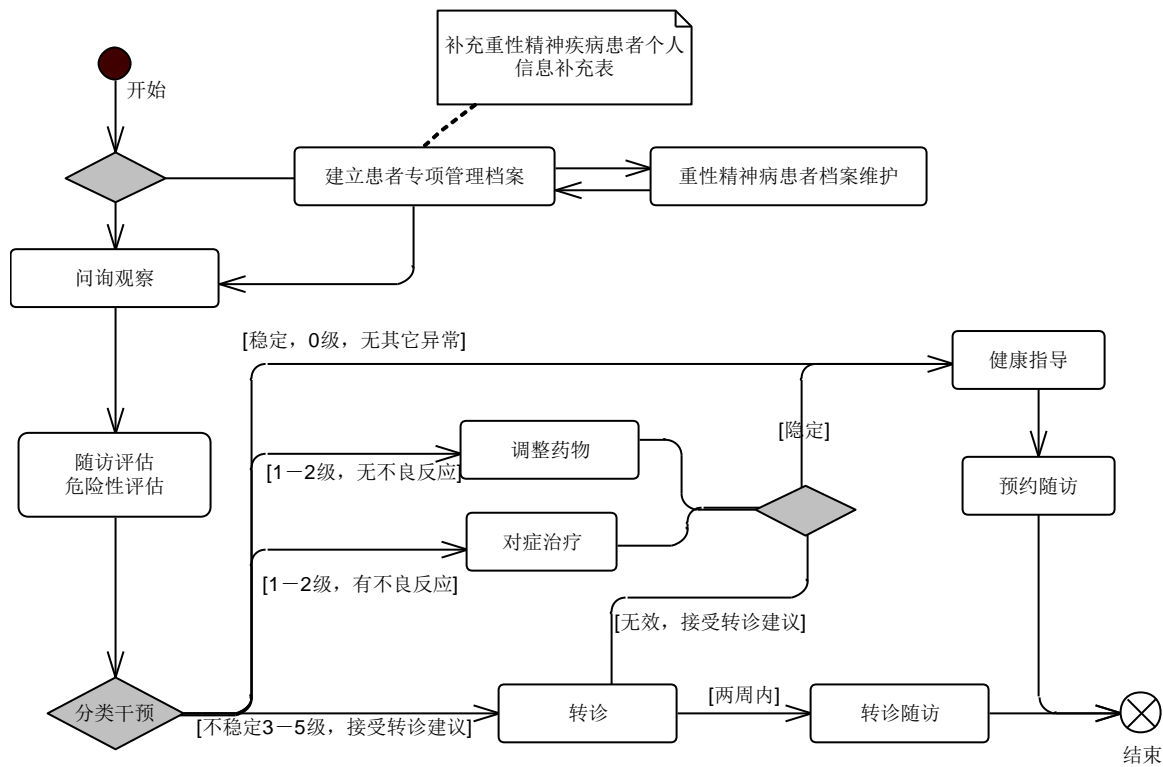 补充重性精神疾病患者个人
信息补充表
开始
建立患者专项管理档案
重性精神病患者档案维护
问询观察
[稳定，0级，无其它异常]
健康指导
[隐定]
调整药物
[1－2级，无不良反应]
随访评估
危险性评估
预约随访
对症治疗
[1－2级，有不良反应]
[无效，接受转诊建议]
分类干预
[不稳定3－5级，接受转诊建议]
转诊
[两周内]
转诊随访
结束